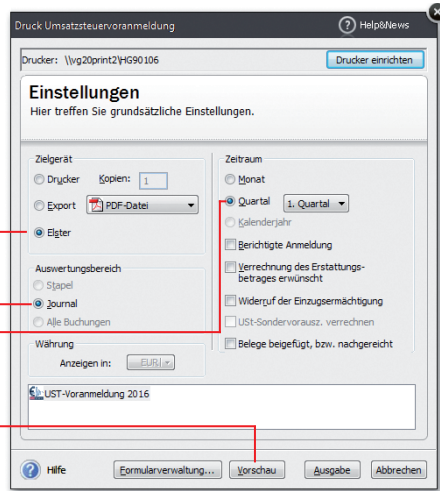 Druck Umsatzsteuervoranmeldung
Help&News
Drucker: \\vg20print2\HG90106
Drucker einrichten
Einstellungen
Hier treffen Sie grundsätzliche Einstellungen.
Zielgerät
Drucker Kopien: 1
Export PDF-Datei
Elster
Auswertungsbereich
Stapel
Journal
Alle Buchungen
Währung
Anzeigen in: EUR
Zeitraum
Monat
Quartal 1. Quartal
Kalenderjahr
Berichtigte Anmeldung
Verrechnung des Erstattungs-
betrages erwünscht
Widerruf der Einzugsermächtigung
USt-Sondervorausz. verrechnen
Belege beigefügt, bzw. nachgereicht
UST-Voranmeldung 2016
Hilfe
Formularverwaltung...
Vorschau
Ausgabe
Abbrechen